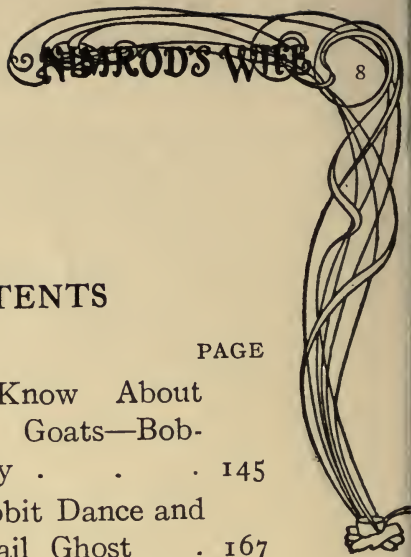 NIMROD'S WIFE
8
TENTS
PAGE
Know About
Goats—Bob-
y . . . 145
bbit Dance and
ail Ghost . 167